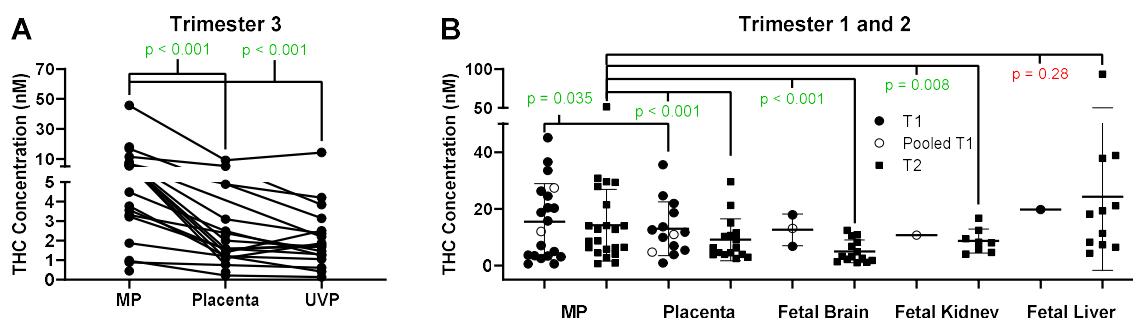 A
Trimester 3
p < 0.001
p < 0.001
THC Concentration (nM)
70
50
30
10
5
4
3
2
1
0
MP
Placenta
UVP
B
Trimester 1 and 2
THC Concentration (nM)
100
50
40
20
0
p = 0.035
p < 0.001
p < 0.001
p = 0.008
p = 0.28
T1
Pooled T1
T2
MP
Placenta
Fetal Brain
Fetal Kidney
Fetal Liver